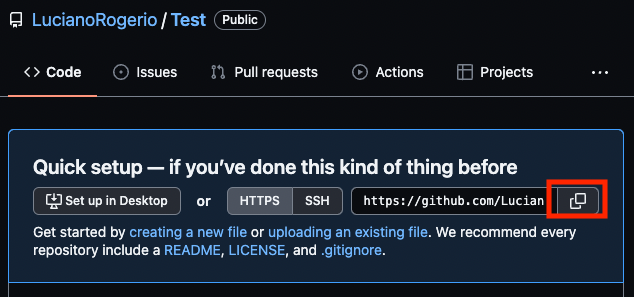 LucianoRogerio / Test Public
Code Issues Pull requests Actions Projects ...
Quick setup — if you've done this kind of thing before
Set up in Desktop or HTTPS SSH https://github.com/Lucian
Get started by creating a new file or uploading an existing file. We recommend every
repository include a README, LICENSE, and .gitignore.